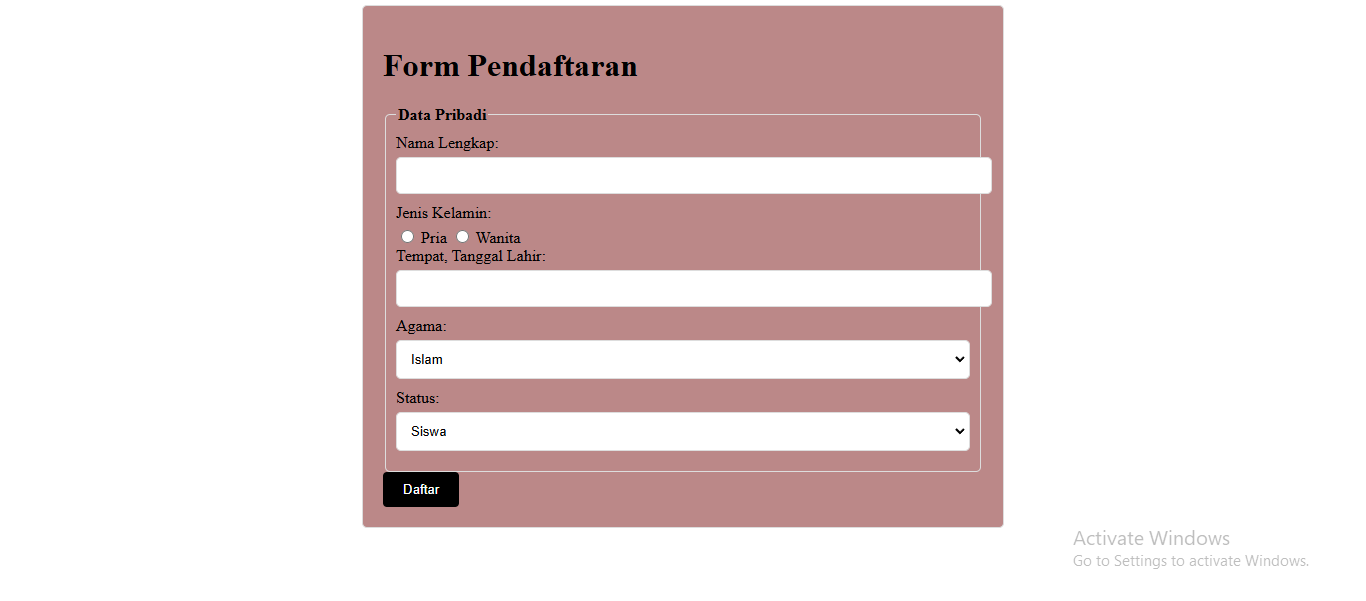 Form Pendaftaran
Data Pribadi
Nama Lengkap:
Jenis Kelamin:
Pria Wanita
Tempat, Tanggal Lahir:
Agama:
Islam
Status:
Siswa
Daftar
Activate Windows
Go to Settings to activate Windows.